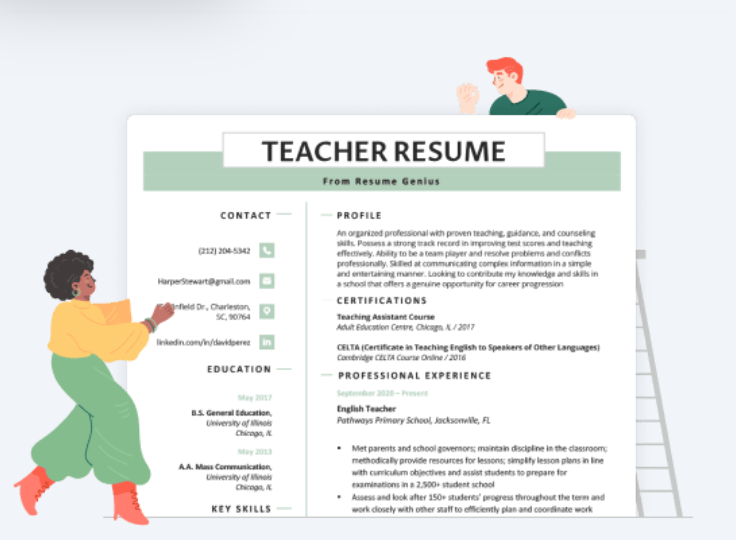 TEACHER RESUME
From Resume Genius
CONTACT
(212) 204-5342
HarperStewart@gmail.com
Dr., Charleston,
SC, 90764
linkedin.com/in/davidperez
EDUCATION
May 2017
B.S. General Education,
University of Illinois
Chicago, IL
May 2013
A.A. Mass Communication,
University of Illinois
Chicago, IL
KEY SKILLS
PROFILE
An organized professional with proven teaching, guidance, and counseling
skills. Possess a strong track record in improving test scores and teaching
effectively. Ability to be a team player and resolve problems and conflicts
professionally. Skilled at communicating complex information in a simple
and entertaining manner. Looking to contribute my knowledge and skills in
a school that offers a genuine opportunity for career progression
CERTIFICATIONS
Teaching Assistant Course
Adult Education Centre, Chicago, IL / 2017
CELTA (Certificate in Teaching English to Speakers of Other Languages)
Cambridge CELTA Course Online / 2016
PROFESSIONAL EXPERIENCE
September 2020 – Present
English Teacher
Pathways Primary School, Jacksonville, FL
• Met parents and school governors; maintain discipline in the classroom;
methodically provide resources for lessons; simplify lesson plans in line
with curriculum objectives and assist students to prepare for
examinations in a 2,500+ student school
• Assess and look after 150+ students' progress throughout the term and
work closely with other staff to efficiently plan and coordinate work